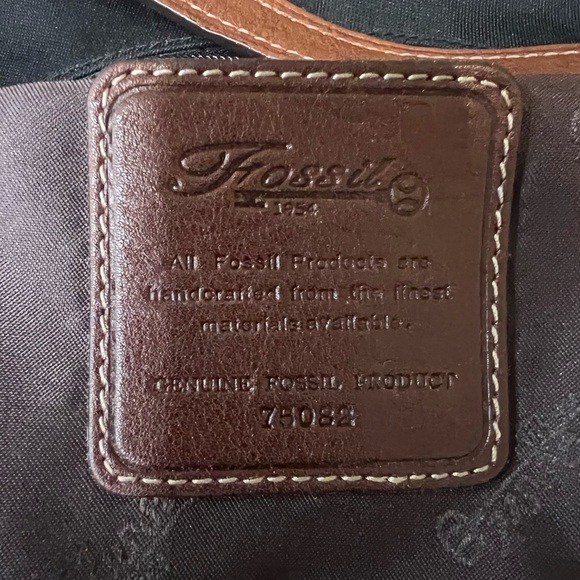 Fossil
1954
All Fossil Products are
handcrafted from the finest
materials available.
GENUINE FOSSIL PRODUCT
75082